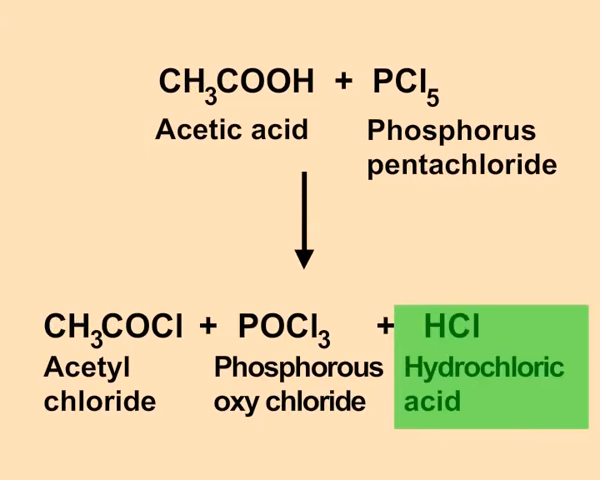 CH₃COOH + PCl₅
Acetic acid Phosphorus
pentachloride
CH₃COCl + POCl₃ + HCl
Acetyl Phosphorous Hydrochloric
chloride oxy chloride acid